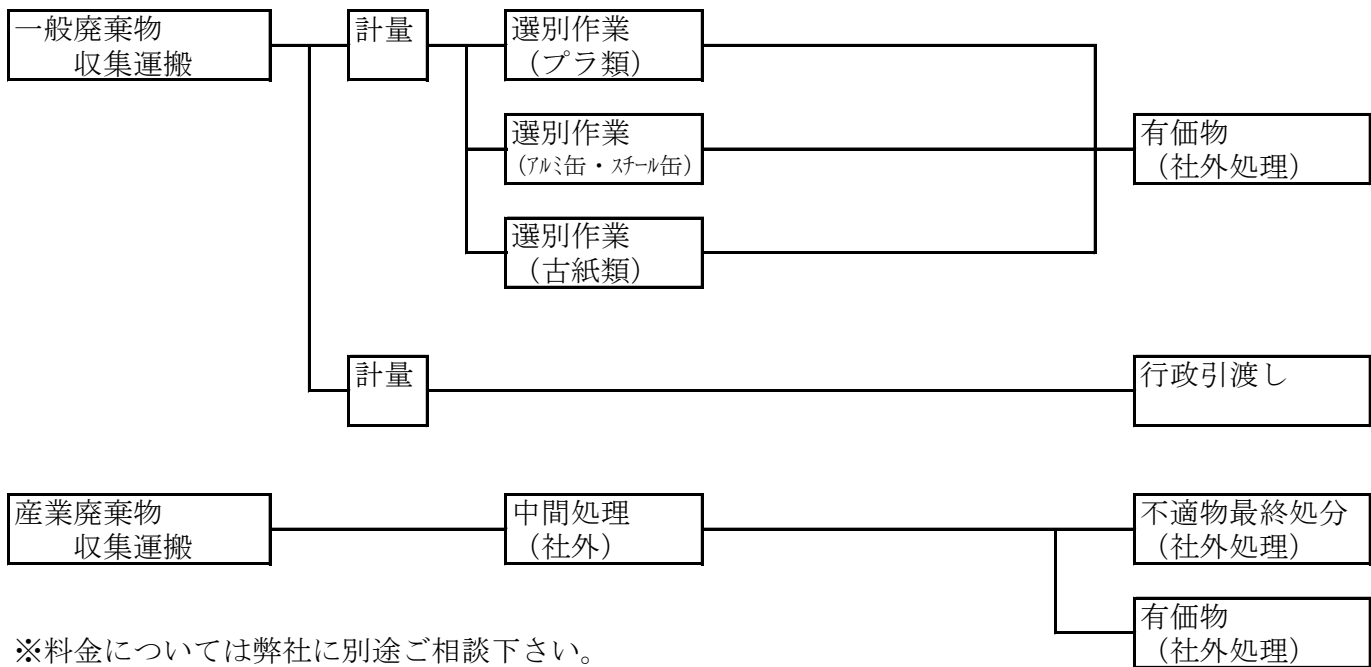 一般廃棄物
収集運搬
計量
選別作業
（プラ類）
選別作業
（ｱﾙﾐ缶・ｽﾁｰﾙ缶）
選別作業
（古紙類）
有価物
（社外処理）
計量
行政引渡し
産業廃棄物
収集運搬
中間処理
（社外）
不適物最終処分
（社外処理）
有価物
（社外処理）
※料金については弊社に別途ご相談下さい。